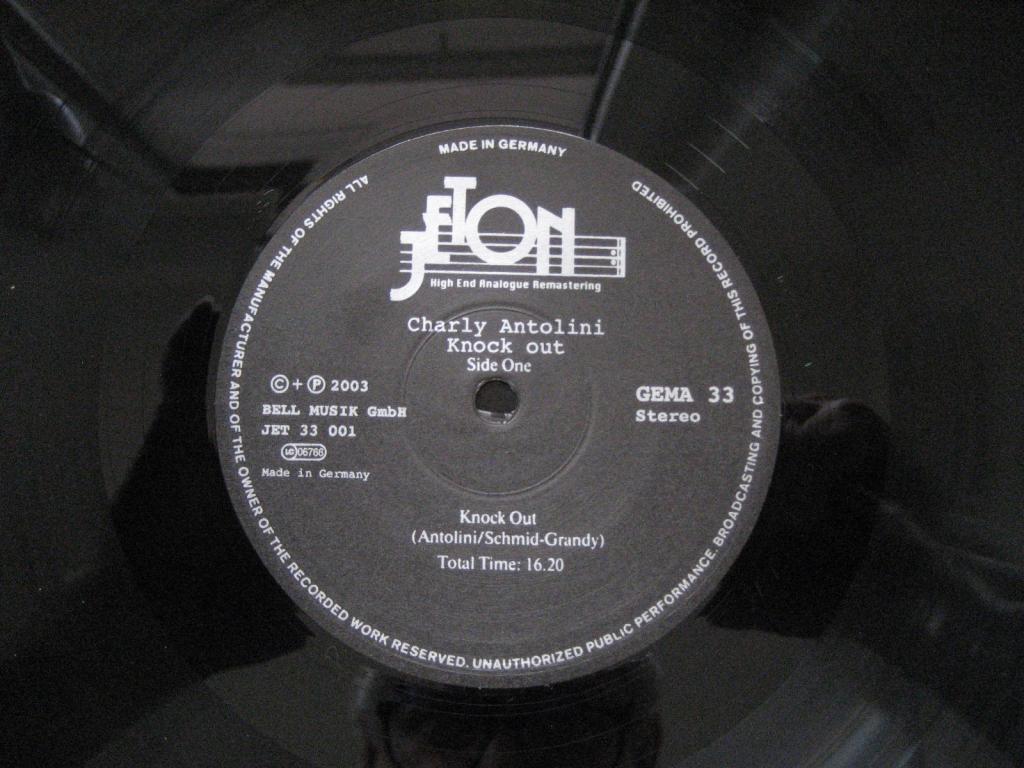 MADE IN GERMANY
JETON
High End Analogue Remastering
Charly Antolini
Knock out
Side One
© + ℗ 2003
BELL MUSIK GmbH
JET 33 001
LC 06766
Made in Germany
GEMA 33
Stereo
Knock Out
(Antolini/Schmid-Grandy)
Total Time: 16.20
ALL RIGHTS OF THE MANUFACTURER AND OF THE OWNER OF THE RECORDED WORK RESERVED. UNAUTHORIZED PUBLIC PERFORMANCE. BROADCASTING AND COPYING OF THIS RECORD PROHIBITED